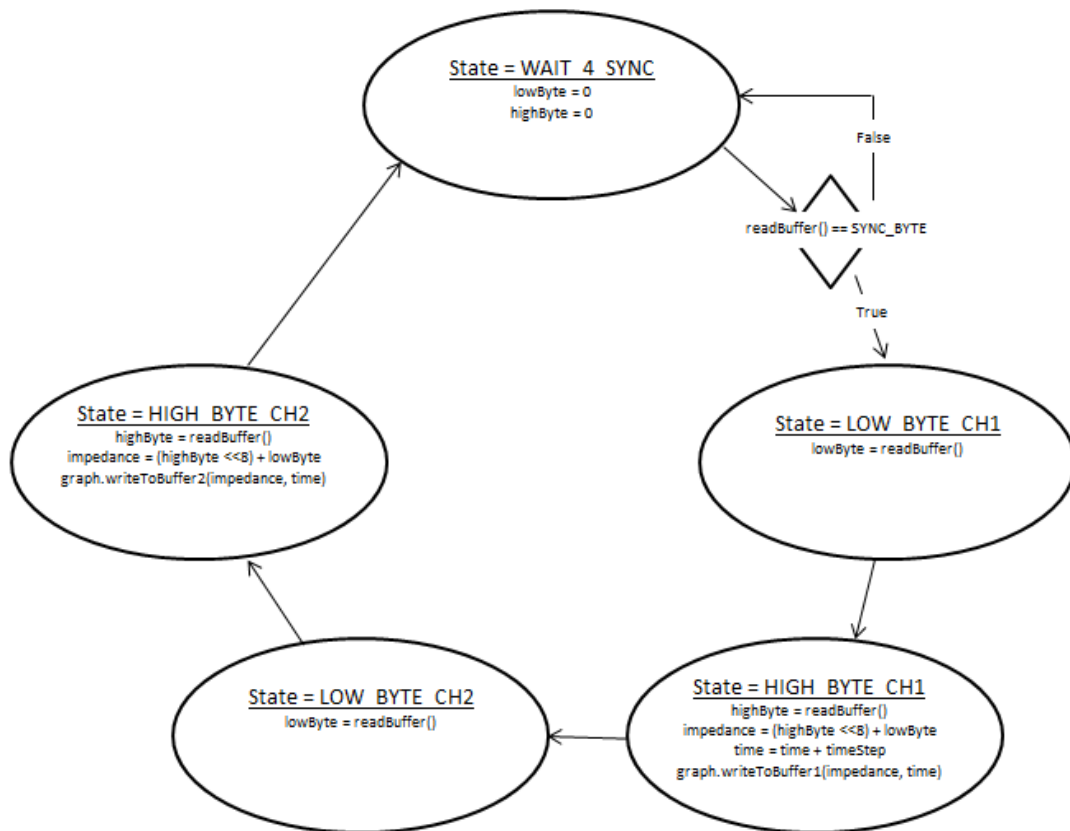 State = WAIT_4_SYNC
lowByte = 0
highByte = 0
False
readBuffer() == SYNC_BYTE
True
State = LOW_BYTE_CH1
lowByte = readBuffer()
State = HIGH_BYTE_CH1
highByte = readBuffer()
impedance = (highByte <<8) + lowByte
time = time + timeStep
graph.writeToBuffer1(impedance, time)
State = LOW_BYTE_CH2
lowByte = readBuffer()
State = HIGH_BYTE_CH2
highByte = readBuffer()
impedance = (highByte <<8) + lowByte
graph.writeToBuffer2(impedance, time)